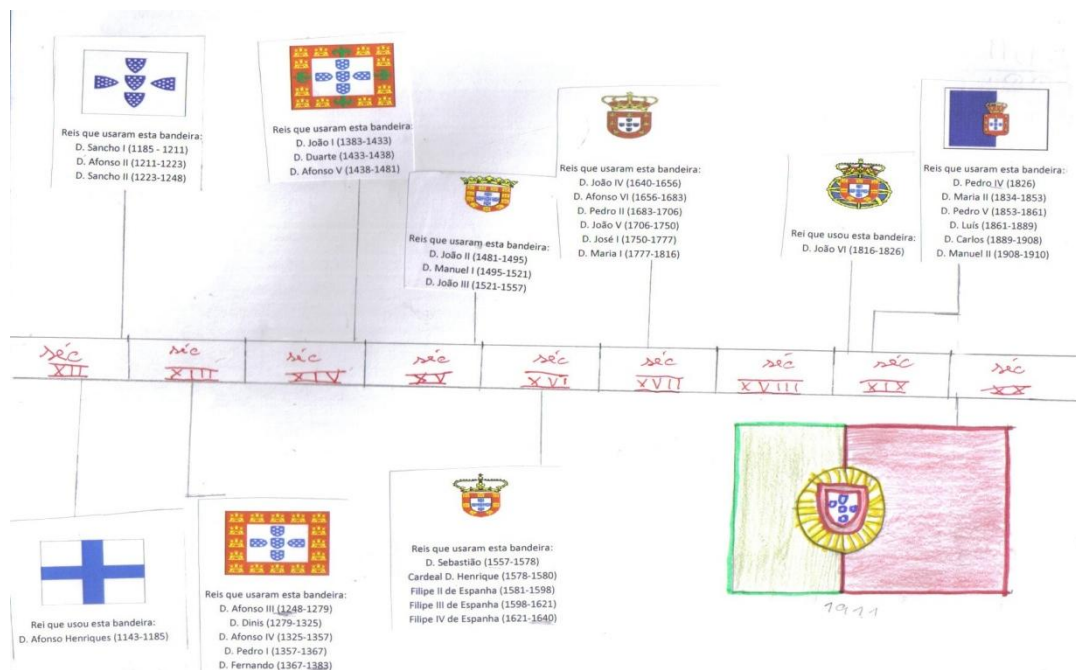 Reis que usaram esta bandeira:
D. Sancho I (1185 - 1211)
D. Afonso II (1211-1223)
D. Sancho II (1223-1248)
Reis que usaram esta bandeira:
D. João I (1383-1433)
D. Duarte (1433-1438)
D. Afonso V (1438-1481)
Reis que usaram esta bandeira:
D. João II (1481-1495)
D. Manuel I (1495-1521)
D. João III (1521-1557)
Reis que usaram esta bandeira:
D. João IV (1640-1656)
D. Afonso VI (1656-1683)
D. Pedro II (1683-1706)
D. João V (1706-1750)
D. José I (1750-1777)
D. Maria I (1777-1816)
Rei que usou esta bandeira:
D. João VI (1816-1826)
Reis que usaram esta bandeira:
D. Pedro IV (1826)
D. Maria II (1834-1853)
D. Pedro V (1853-1861)
D. Luís (1861-1889)
D. Carlos (1889-1908)
D. Manuel II (1908-1910)
séc
XII
séc
XIII
séc
XIV
séc
XV
séc
XVI
séc
XVII
séc
XVIII
séc
XIX
séc
XX
Rei que usou esta bandeira:
D. Afonso Henriques (1143-1185)
Reis que usaram esta bandeira:
D. Afonso III (1248-1279)
D. Dinis (1279-1325)
D. Afonso IV (1325-1357)
D. Pedro I (1357-1367)
D. Fernando (1367-1383)
Reis que usaram esta bandeira:
D. Sebastião (1557-1578)
Cardeal D. Henrique (1578-1580)
Filipe II de Espanha (1581-1598)
Filipe III de Espanha (1598-1621)
Filipe IV de Espanha (1621-1640)
1911